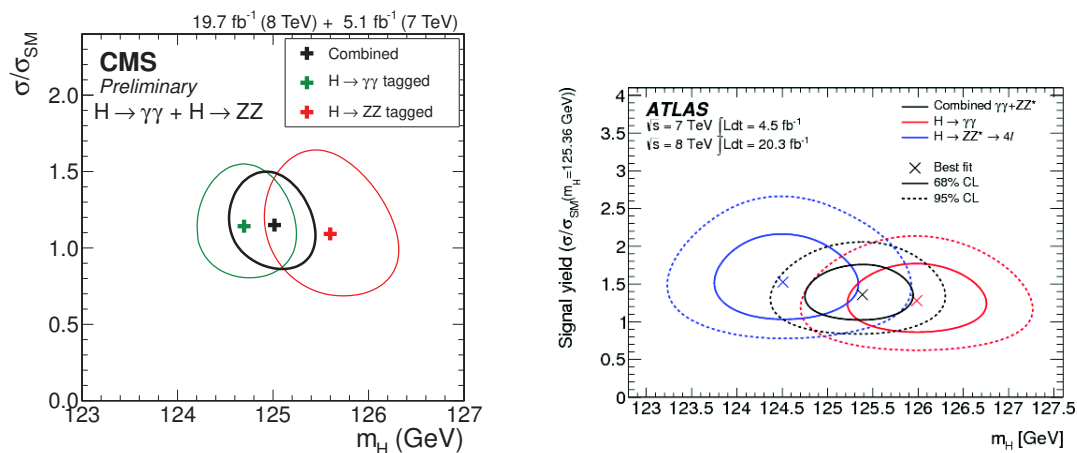 19.7 fb⁻¹ (8 TeV) + 5.1 fb⁻¹ (7 TeV)
σ/σ_SM
CMS
Preliminary
H → γγ + H → ZZ
Combined
H → γγ tagged
H → ZZ tagged
2.0
1.5
1.0
0.5
0.0
123 124 125 126 127
m_H (GeV)
Signal yield (σ/σ_SM(m_H=125.36 GeV))
ATLAS
√s = 7 TeV ∫Ldt = 4.5 fb⁻¹
√s = 8 TeV ∫Ldt = 20.3 fb⁻¹
Combined γγ+ZZ*
H → γγ
H → ZZ* → 4l
Best fit
68% CL
95% CL
4
3.5
3
2.5
2
1.5
1
0.5
0
123 123.5 124 124.5 125 125.5 126 126.5 127 127.5
m_H [GeV]